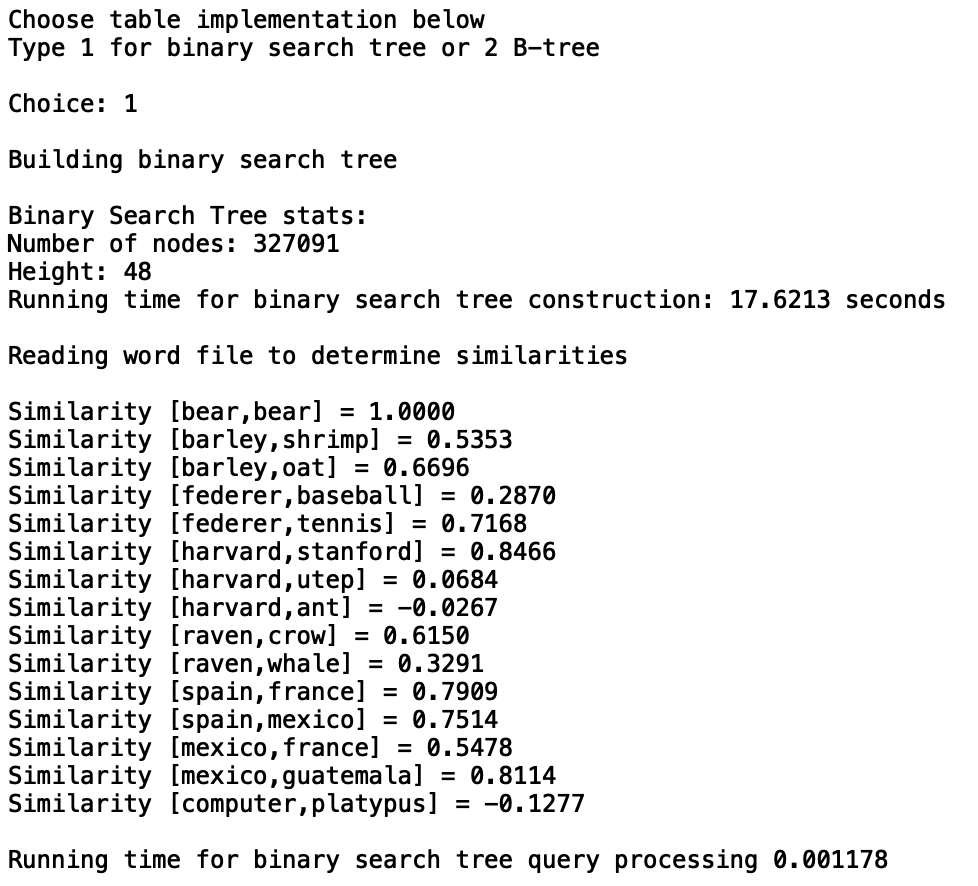 Choose table implementation below
Type 1 for binary search tree or 2 B-tree
Choice: 1
Building binary search tree
Binary Search Tree stats:
Number of nodes: 327091
Height: 48
Running time for binary search tree construction: 17.6213 seconds
Reading word file to determine similarities
Similarity [bear,bear] = 1.0000
Similarity [barley,shrimp] = 0.5353
Similarity [barley,oat] = 0.6696
Similarity [federer,baseball] = 0.2870
Similarity [federer,tennis] = 0.7168
Similarity [harvard,stanford] = 0.8466
Similarity [harvard,utep] = 0.0684
Similarity [harvard,ant] = -0.0267
Similarity [raven,crow] = 0.6150
Similarity [raven,whale] = 0.3291
Similarity [spain,france] = 0.7909
Similarity [spain,mexico] = 0.7514
Similarity [mexico,france] = 0.5478
Similarity [mexico,guatemala] = 0.8114
Similarity [computer,platypus] = -0.1277
Running time for binary search tree query processing 0.001178